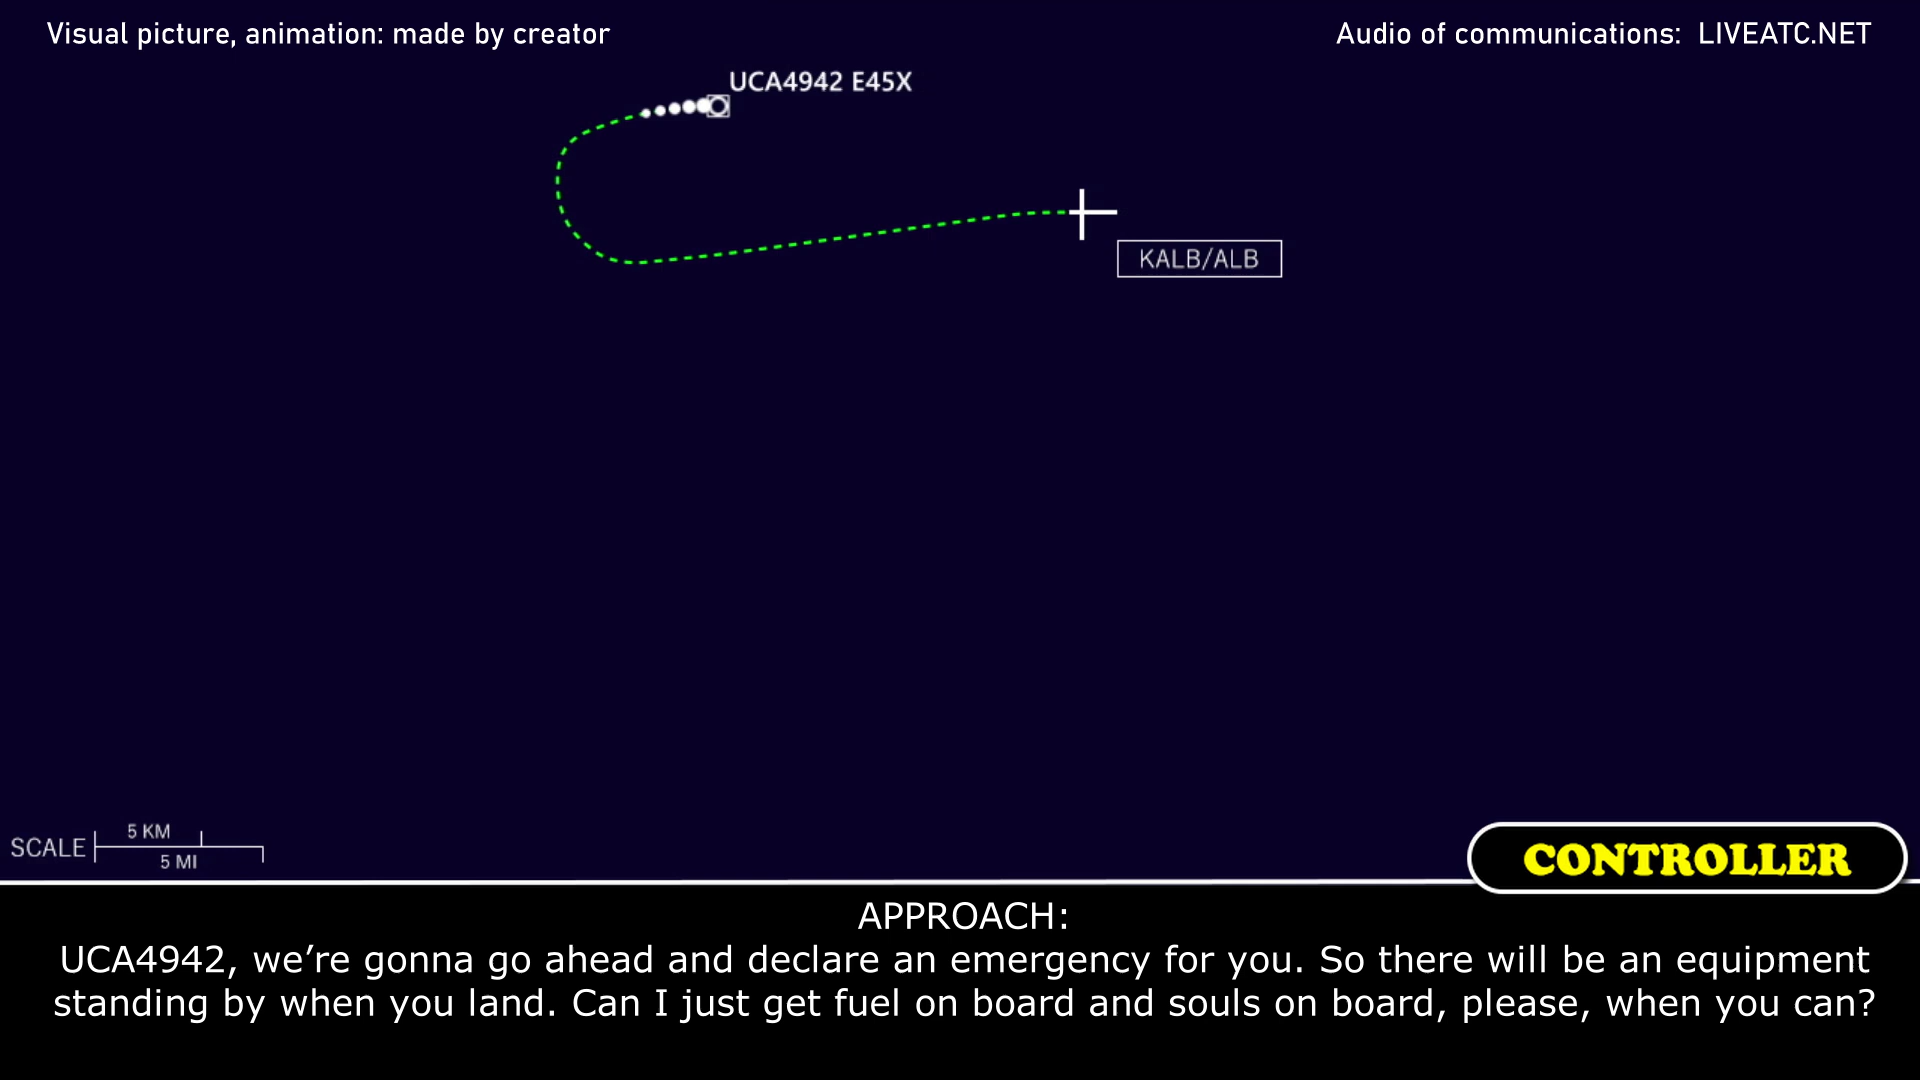 Visual picture, animation: made by creator
Audio of communications: LIVEATC.NET
UCA4942 E45X
KALB/ALB
5 KM
SCALE
5 MI
CONTROLLER
APPROACH:
UCA4942, we’re gonna go ahead and declare an emergency for you. So there will be an equipment
standing by when you land. Can I just get fuel on board and souls on board, please, when you can?